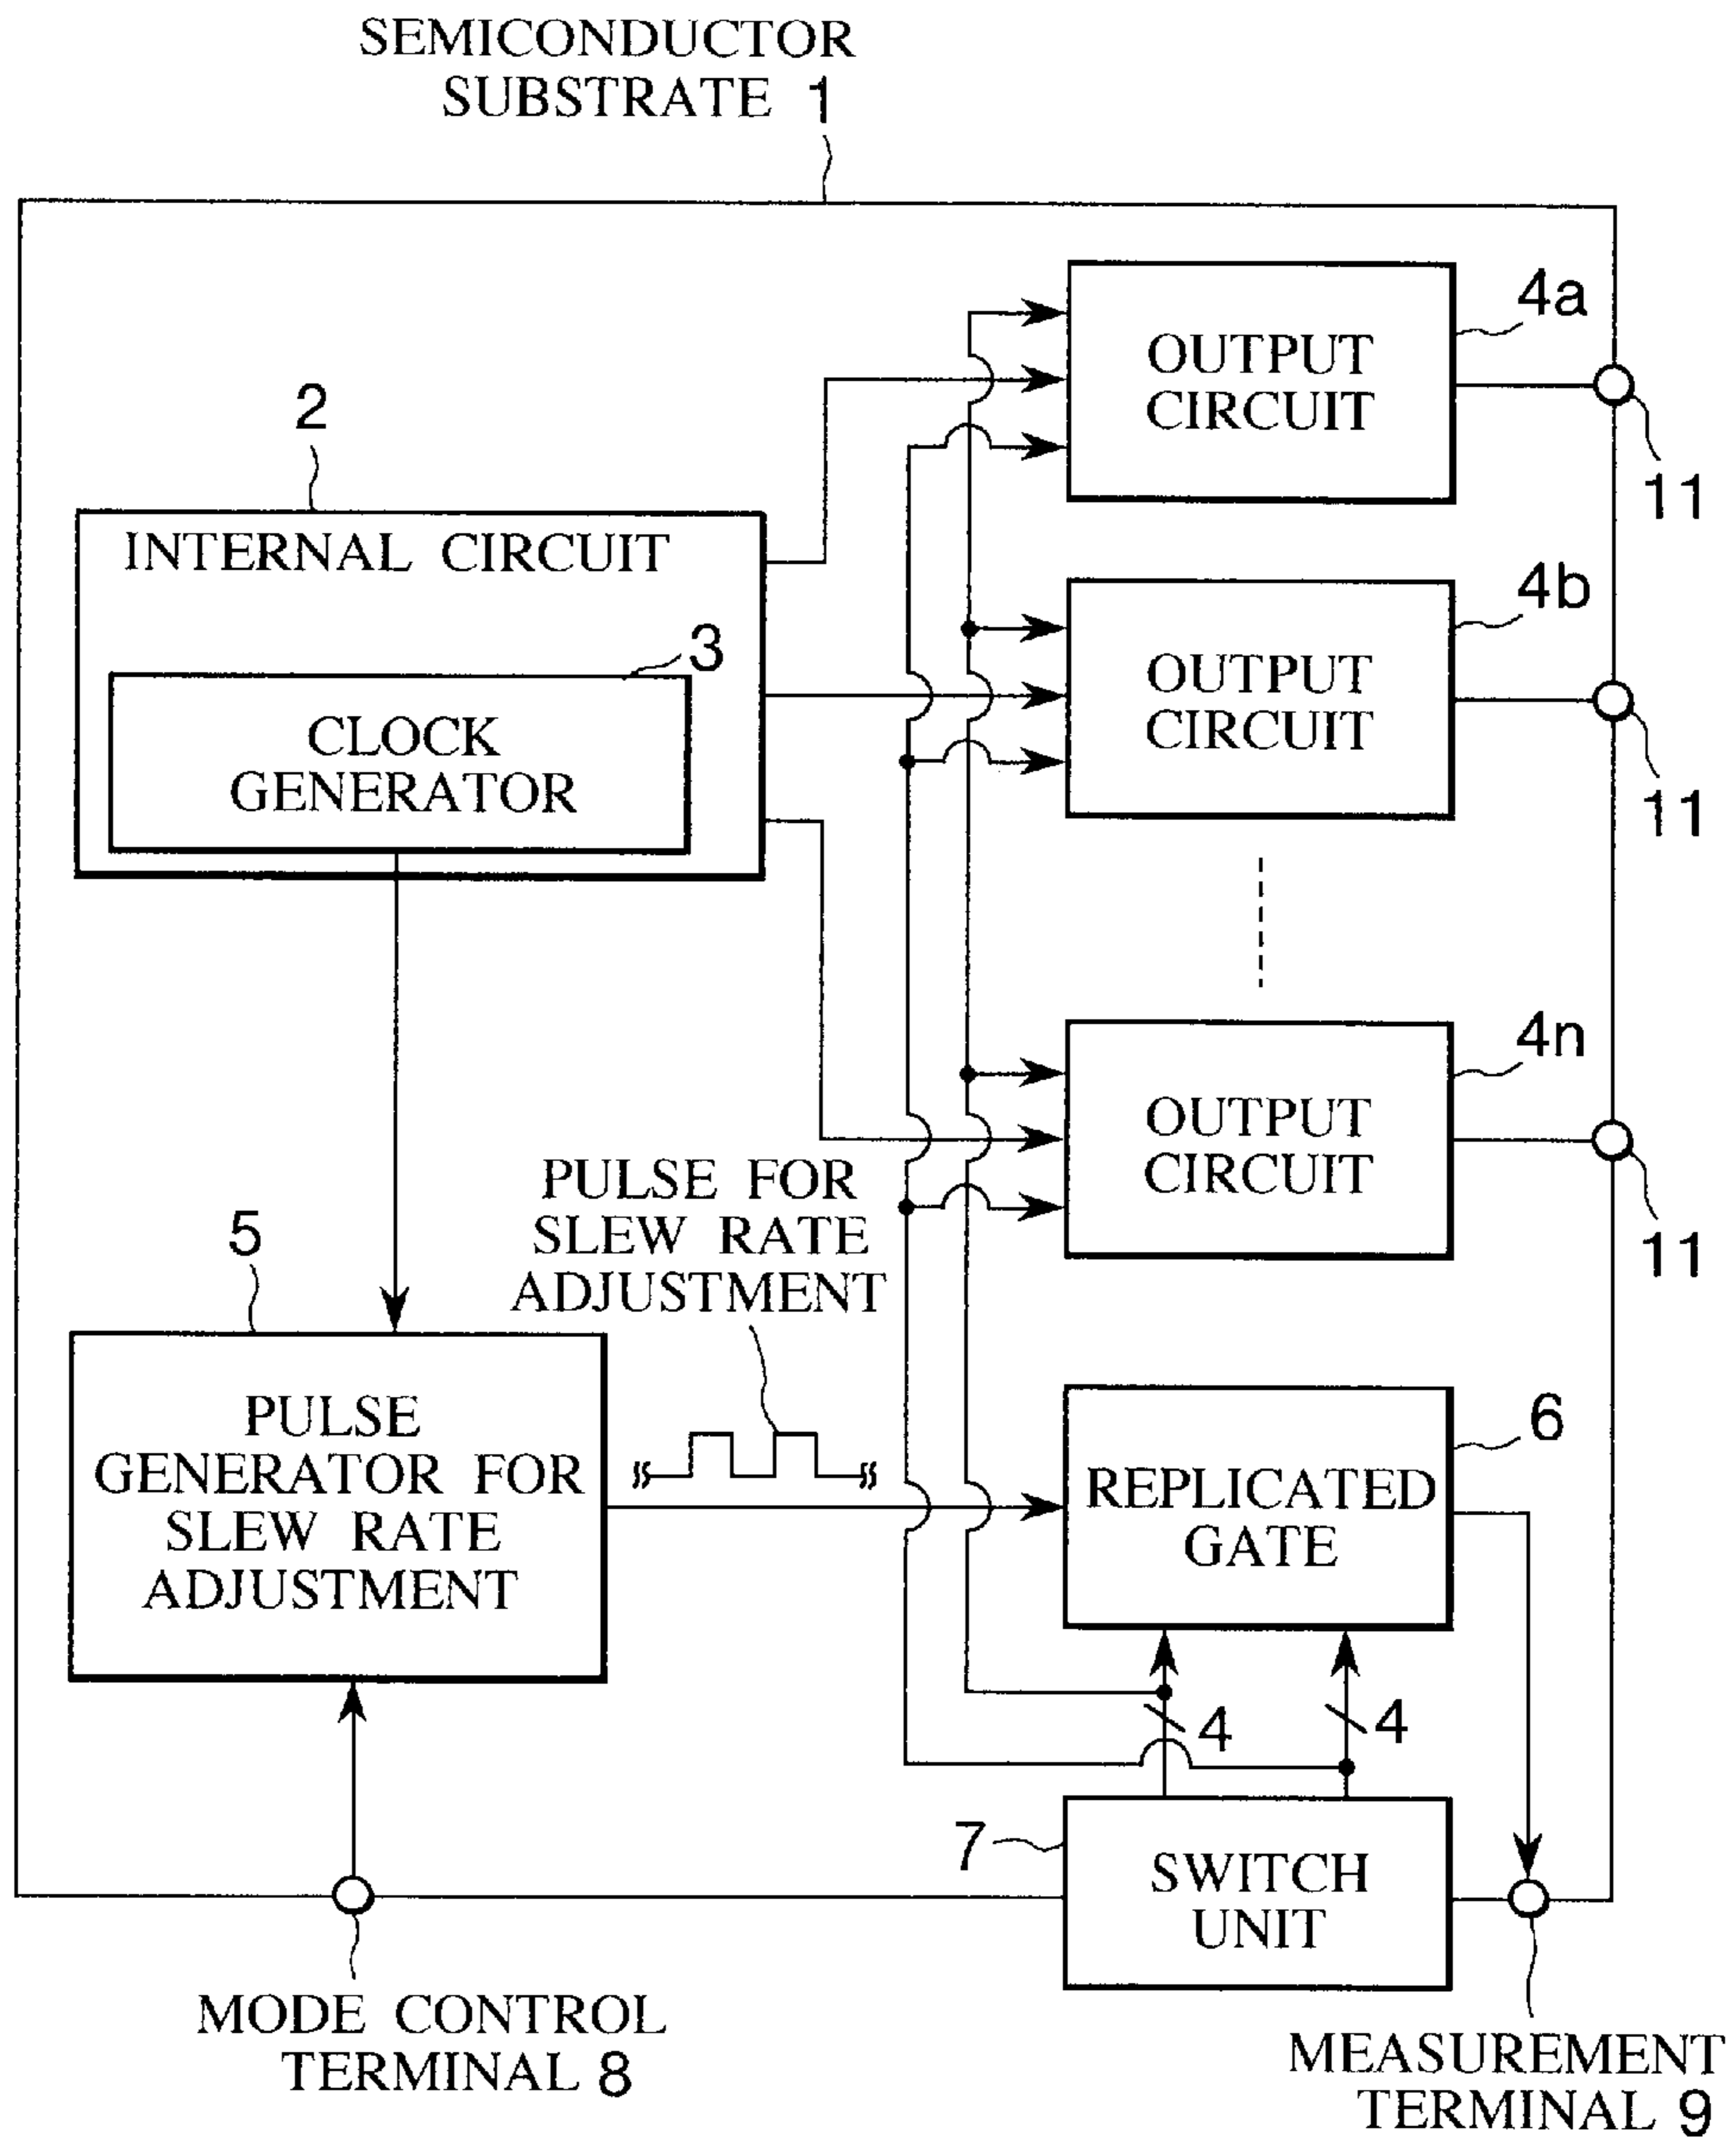 SEMICONDUCTOR
SUBSTRATE 1
4a
OUTPUT
CIRCUIT
11
2
INTERNAL CIRCUIT
4b
3
OUTPUT
CIRCUIT
CLOCK
GENERATOR
11
4n
OUTPUT
CIRCUIT
11
PULSE FOR
SLEW RATE
ADJUSTMENT
5
PULSE
GENERATOR FOR
SLEW RATE
ADJUSTMENT
6
REPLICATED
GATE
4
4
7
SWITCH
UNIT
MODE CONTROL
TERMINAL 8
MEASUREMENT
TERMINAL 9